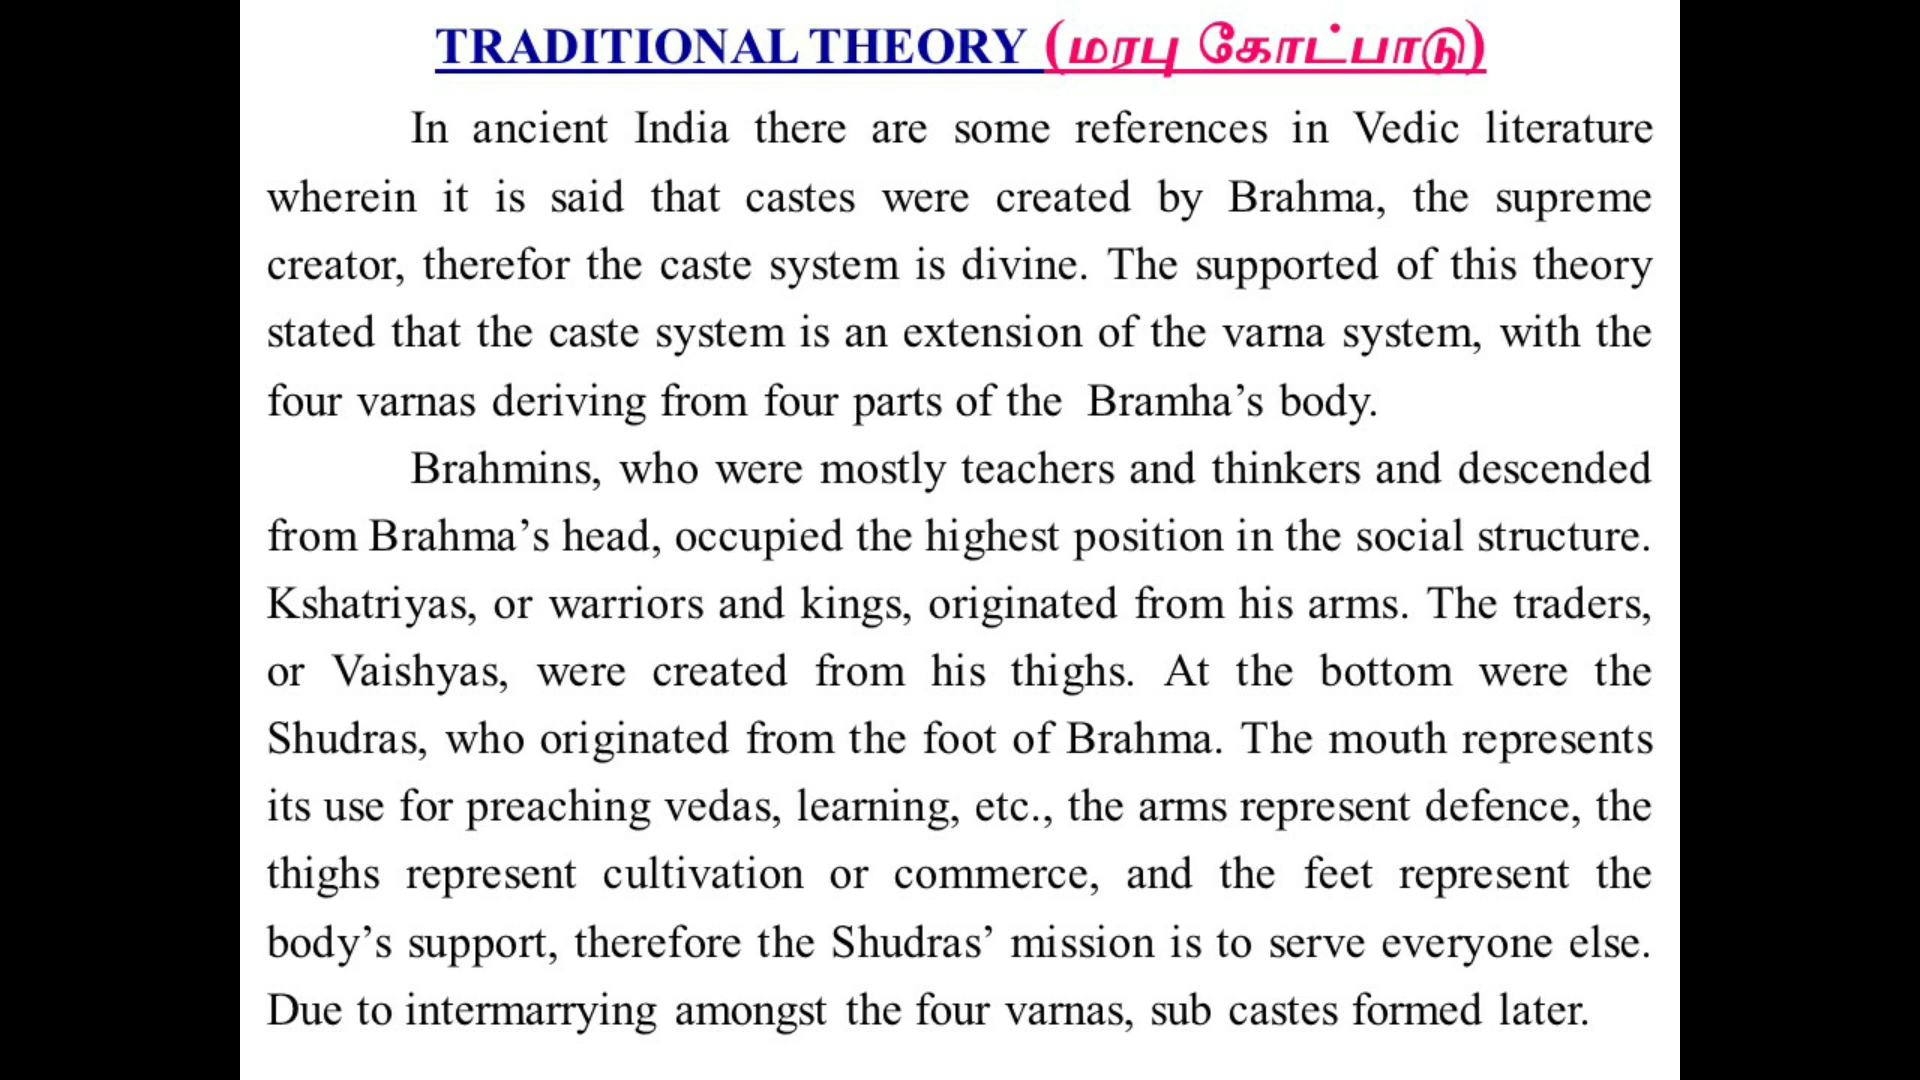 TRADITIONAL THEORY (மரபு கோட்பாடு)
In ancient India there are some references in Vedic literature
wherein it is said that castes were created by Brahma, the supreme
creator, therefor the caste system is divine. The supported of this theory
stated that the caste system is an extension of the varna system, with the
four varnas deriving from four parts of the Bramha’s body.
Brahmins, who were mostly teachers and thinkers and descended
from Brahma’s head, occupied the highest position in the social structure.
Kshatriyas, or warriors and kings, originated from his arms. The traders,
or Vaishyas, were created from his thighs. At the bottom were the
Shudras, who originated from the foot of Brahma. The mouth represents
its use for preaching vedas, learning, etc., the arms represent defence, the
thighs represent cultivation or commerce, and the feet represent the
body’s support, therefore the Shudras’ mission is to serve everyone else.
Due to intermarrying amongst the four varnas, sub castes formed later.